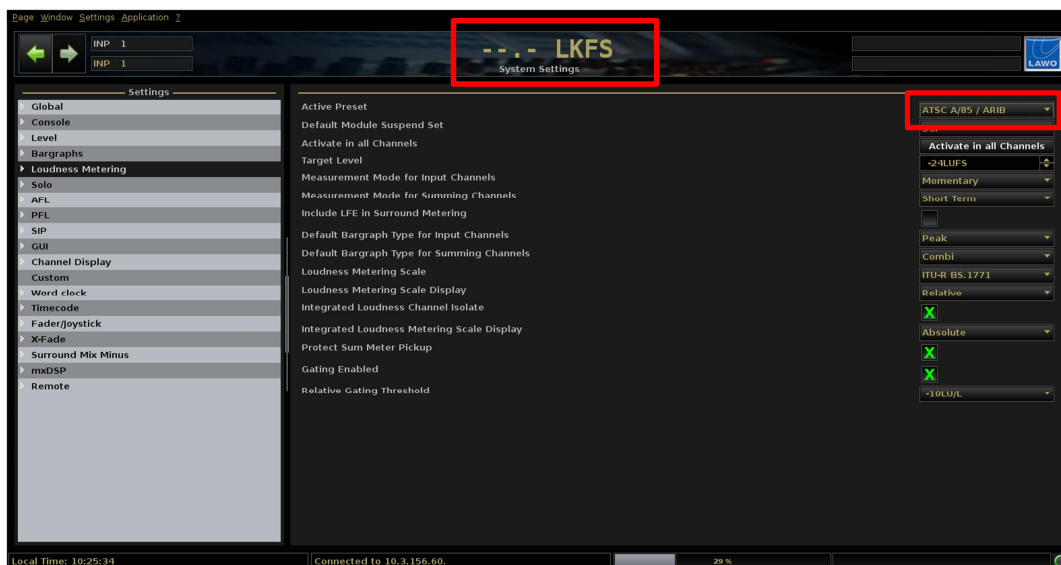 Page Window Settings Application ?
INP 1
INP 1
--.- LKFS
System Settings
LAWO
Settings
Global
Console
Level
Bargraphs
Loudness Metering
Solo
AFL
PFL
SIP
GUI
Channel Display
Custom
Word clock
Timecode
Fader/Joystick
X-Fade
Surround Mix Minus
mxDSP
Remote
Active Preset ATSC A/85 / ARIB
Default Module Suspend Set
Activate in all Channels Activate in all Channels
Target Level -24LUFS
Measurement Mode for Input Channels Momentary
Measurement Mode for Summing Channels Short Term
Include LFE in Surround Metering
Default Bargraph Type for Input Channels Peak
Default Bargraph Type for Summing Channels Combi
Loudness Metering Scale ITU-R BS.1771
Loudness Metering Scale Display Relative
Integrated Loudness Channel Isolate X
Integrated Loudness Metering Scale Display Absolute
Protect Sum Meter Pickup X
Gating Enabled X
Relative Gating Threshold -10LU/L
Local Time: 10:25:34 Connected to 10.3.156.60. 29 %